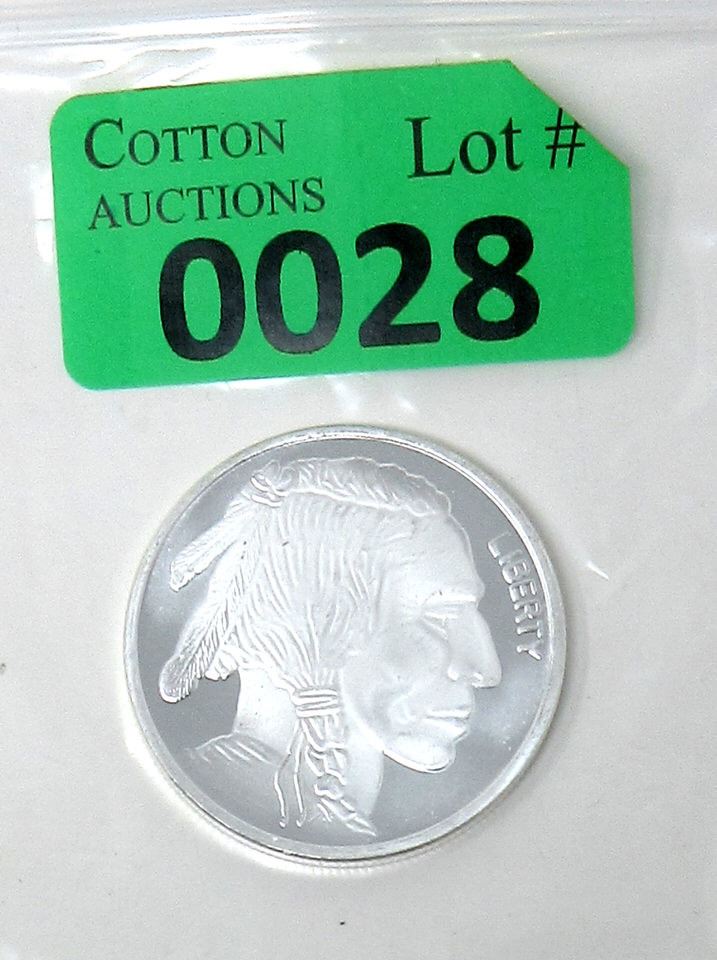 COTTON
AUCTIONS
Lot #
0028
LIBERTY